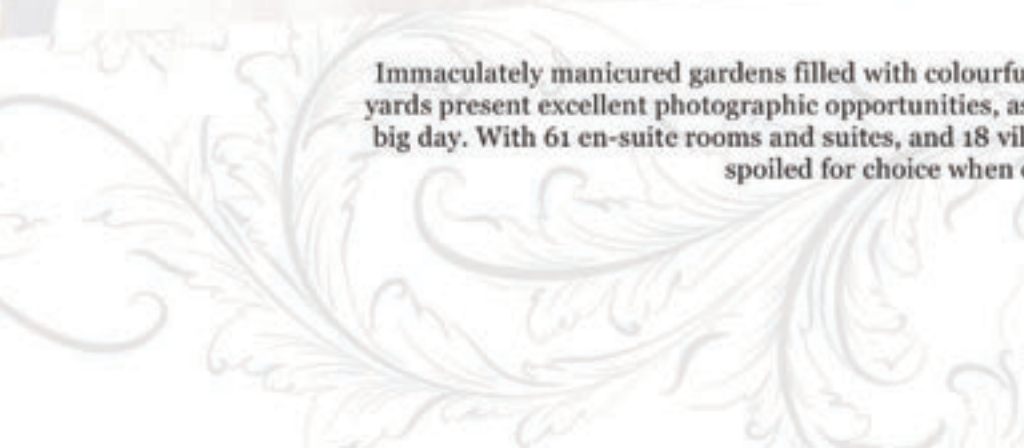 Immaculately manicured gardens filled with colourfu
yards present excellent photographic opportunities, as
big day. With 61 en-suite rooms and suites, and 18 vil
spoiled for choice when